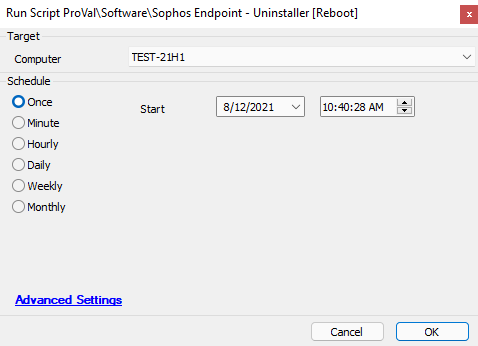 Run Script ProVal\Software\Sophos Endpoint - Uninstaller [Reboot] x
Target
Computer TEST-21H1
Schedule
Once Start 8/12/2021 10:40:28 AM
Minute
Hourly
Daily
Weekly
Monthly
Advanced Settings
Cancel OK